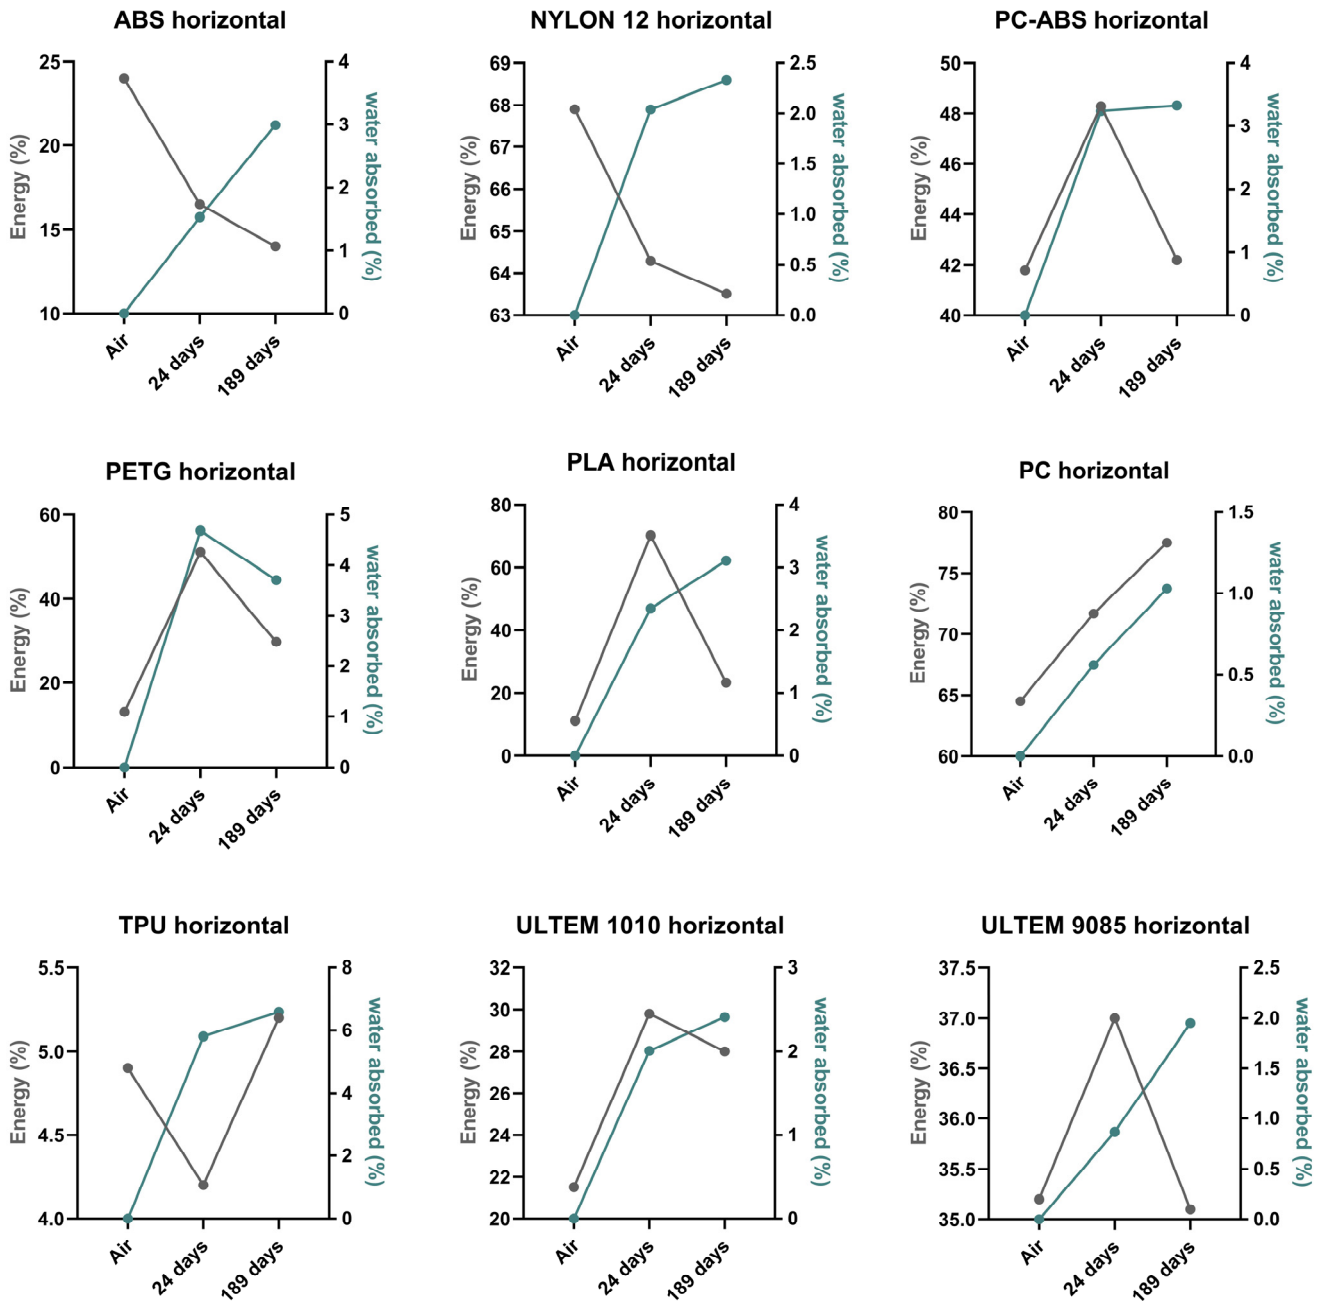 ABS horizontal
25
20
15
10
Energy (%)
4
3
2
1
0
water absorbed (%)
Air
24 days
189 days
NYLON 12 horizontal
69
68
67
66
65
64
63
Energy (%)
2.5
2.0
1.5
1.0
0.5
0.0
water absorbed (%)
Air
24 days
189 days
PC-ABS horizontal
50
48
46
44
42
40
Energy (%)
4
3
2
1
0
water absorbed (%)
Air
24 days
189 days
PETG horizontal
60
40
20
0
Energy (%)
5
4
3
2
1
0
water absorbed (%)
Air
24 days
189 days
PLA horizontal
80
60
40
20
0
Energy (%)
4
3
2
1
0
water absorbed (%)
Air
24 days
189 days
PC horizontal
80
75
70
65
60
Energy (%)
1.5
1.0
0.5
0.0
water absorbed (%)
Air
24 days
189 days
TPU horizontal
5.5
5.0
4.5
4.0
Energy (%)
8
6
4
2
0
water absorbed (%)
Air
24 days
189 days
ULTEM 1010 horizontal
32
30
28
26
24
22
20
Energy (%)
3
2
1
0
water absorbed (%)
Air
24 days
189 days
ULTEM 9085 horizontal
37.5
37.0
36.5
36.0
35.5
35.0
Energy (%)
2.5
2.0
1.5
1.0
0.5
0.0
water absorbed (%)
Air
24 days
189 days